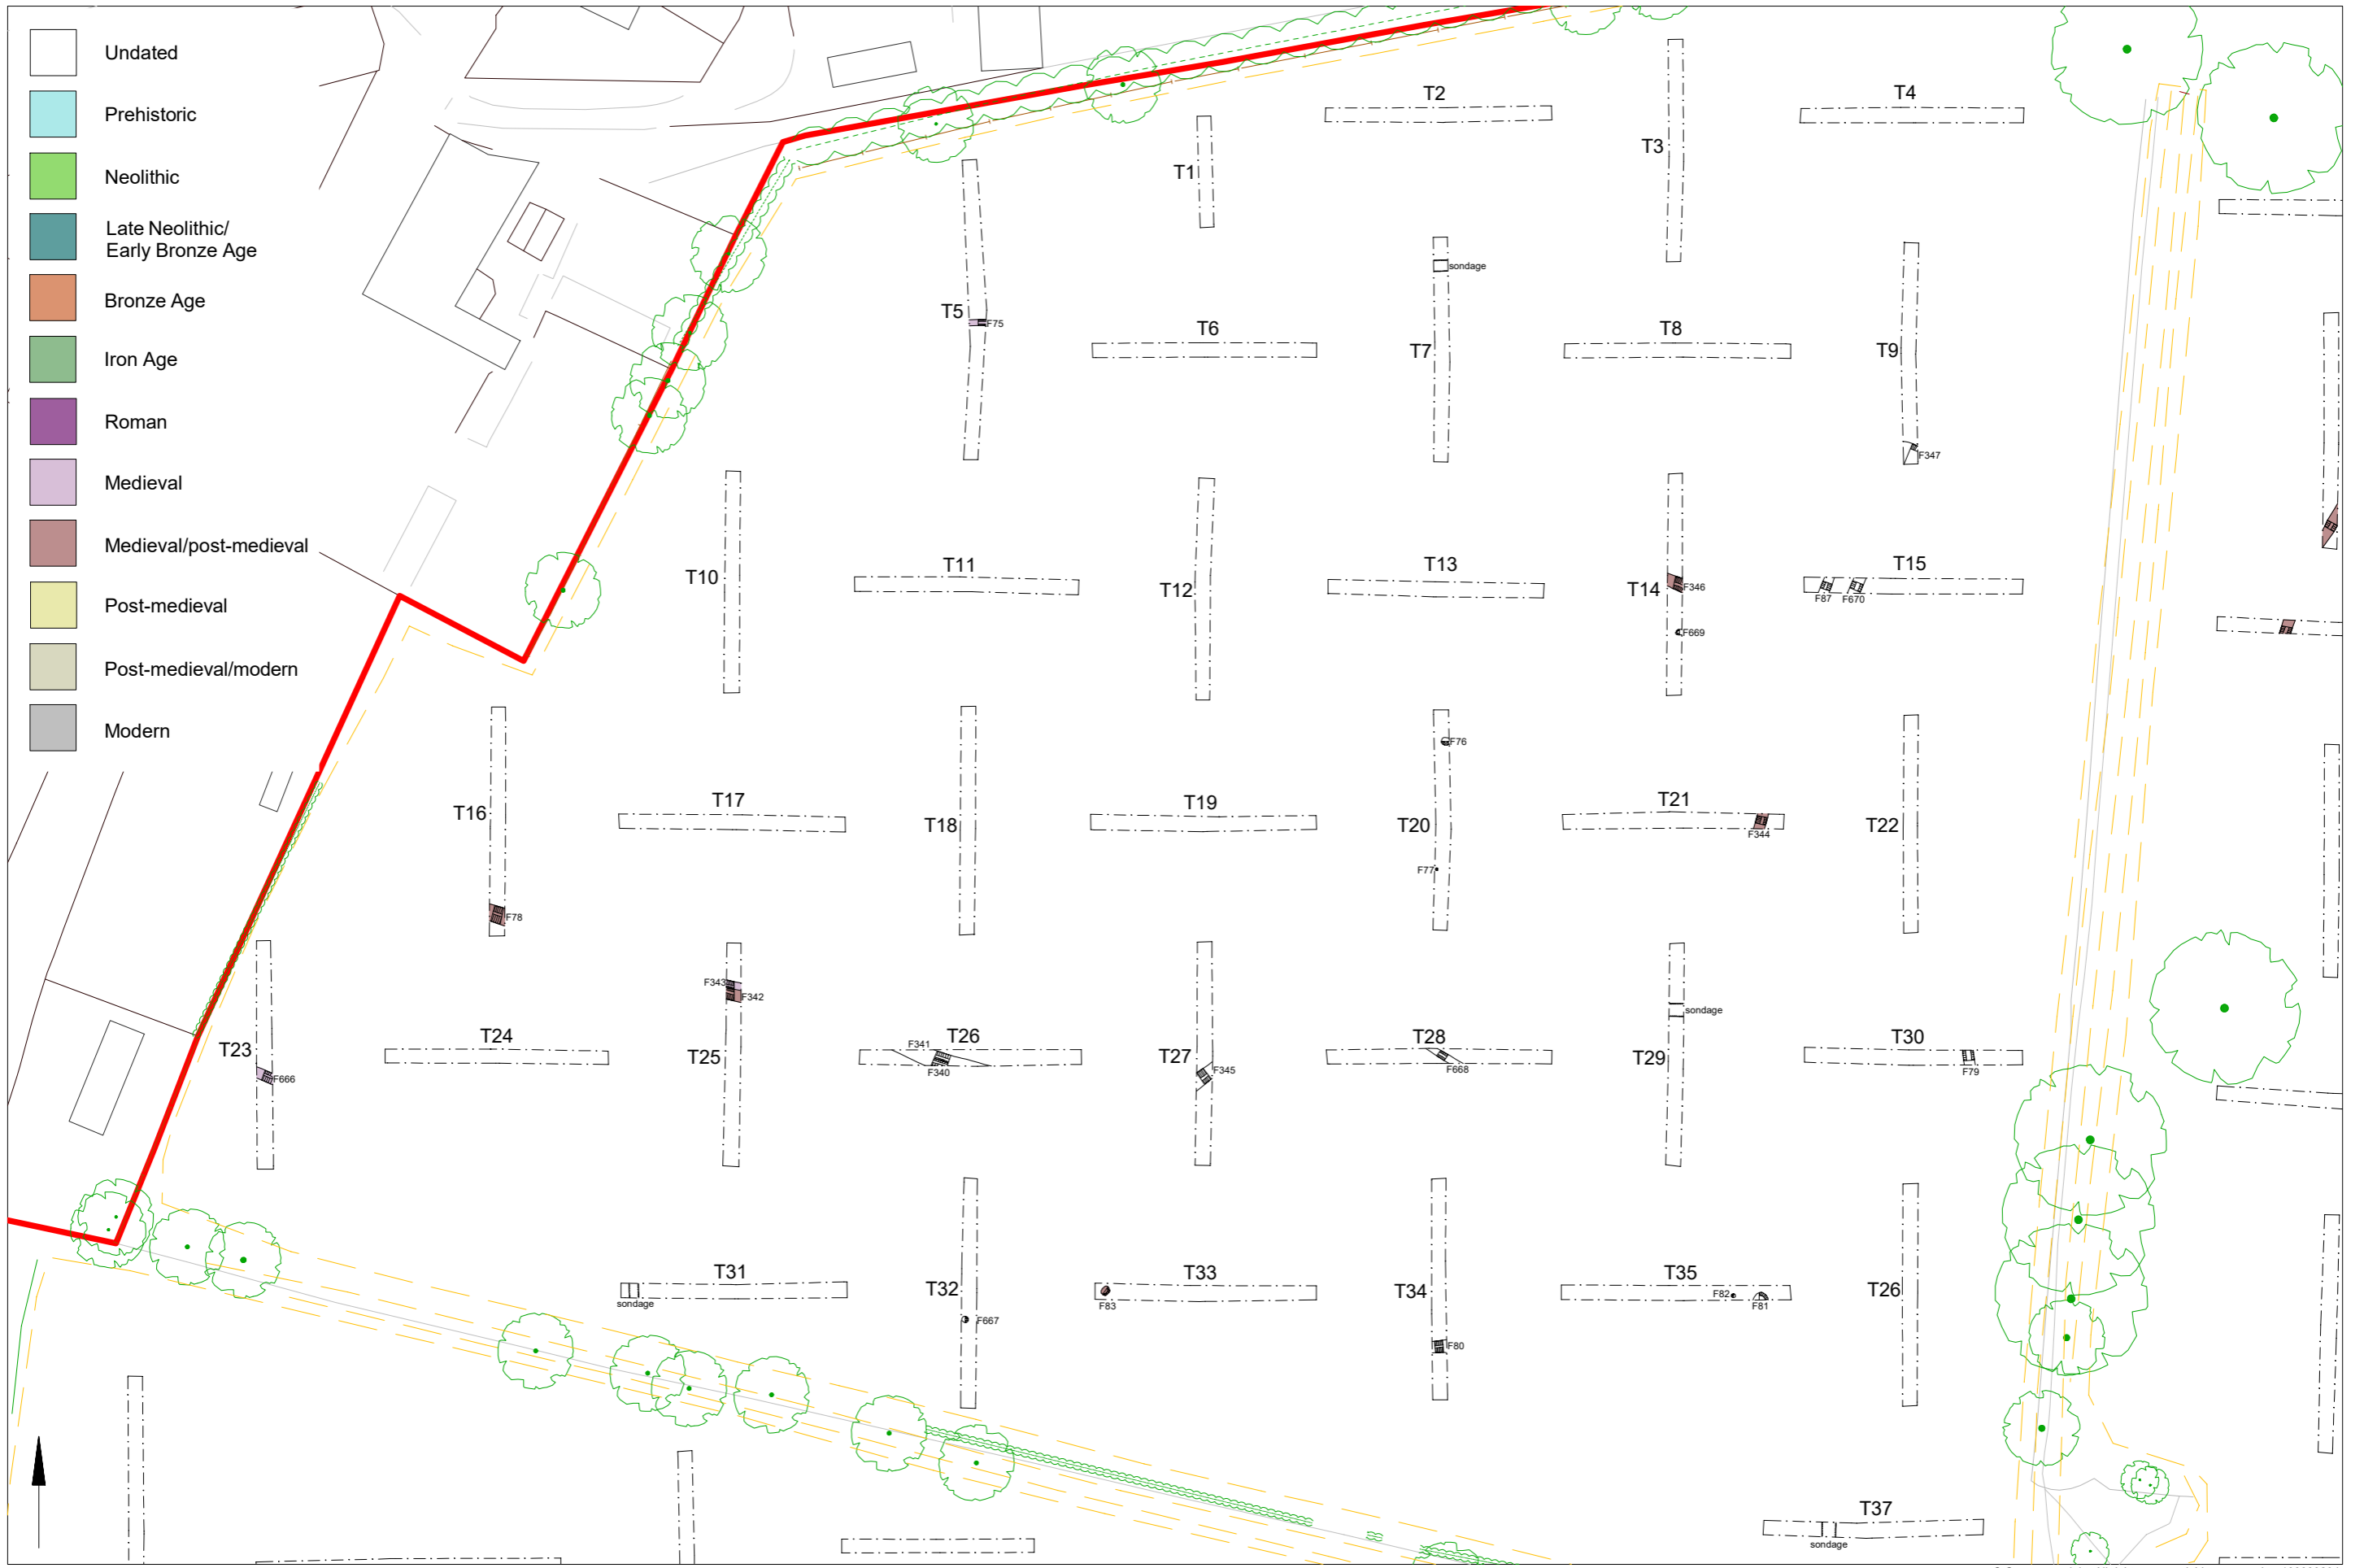 Undated
Prehistoric
Neolithic
Late Neolithic/
Early Bronze Age
Bronze Age
Iron Age
Roman
Medieval
Medieval/post-medieval
Post-medieval
Post-medieval/modern
Modern
T2
T4
T3
T1
sondage
T5
F75
T6
T7
T8
T9
F347
T10
T11
T12
T13
T14
F346
F669
T15
F87
F670
F76
T16
T17
T18
T19
T20
T21
T22
F344
F77
F78
F343
F342
sondage
T23
T24
T25
F341
T26
T27
T28
T29
T30
F340
F345
F668
F79
F666
T31
sondage
T32
F667
T33
F83
T34
F80
T35
F82
F81
T26
T37
sondage